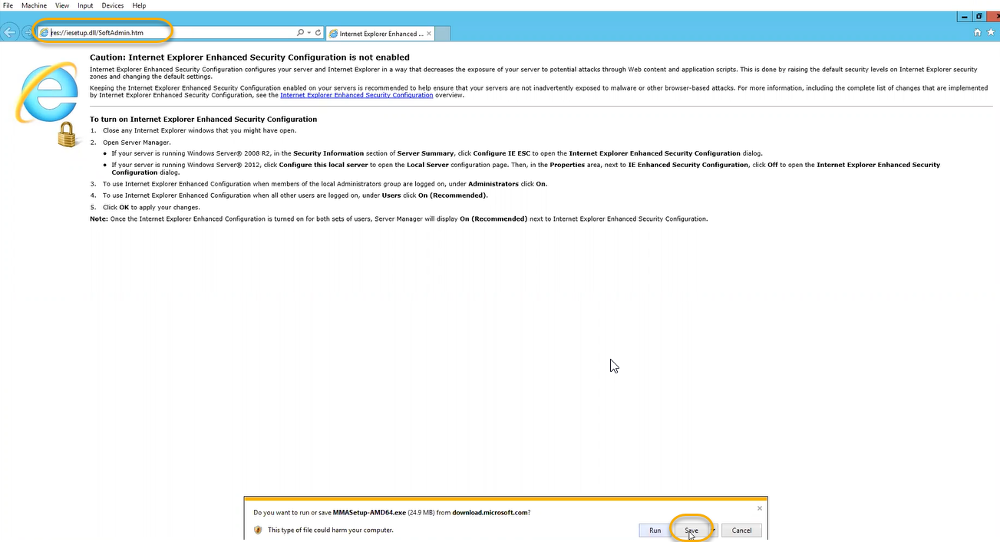 File Machine View Input Devices Help
res://iesetup.dll/SoftAdmin.htm
Internet Explorer Enhanced ...
Caution: Internet Explorer Enhanced Security Configuration is not enabled
Internet Explorer Enhanced Security Configuration configures your server and Internet Explorer in a way that decreases the exposure of your server to potential attacks through Web content and application scripts. This is done by raising the default security levels on Internet Explorer security
zones and changing the default settings.
Keeping the Internet Explorer Enhanced Security Configuration enabled on your servers is recommended to help ensure that your servers are not inadvertently exposed to malware or other browser-based attacks. For more information, including the complete list of changes that are implemented
by Internet Explorer Enhanced Security Configuration, see the Internet Explorer Enhanced Security Configuration overview.
To turn on Internet Explorer Enhanced Security Configuration
1. Close any Internet Explorer windows that you might have open.
2. Open Server Manager.
• If your server is running Windows Server® 2008 R2, in the Security Information section of Server Summary, click Configure IE ESC to open the Internet Explorer Enhanced Security Configuration dialog.
• If your server is running Windows Server® 2012, click Configure this local server to open the Local Server configuration page. Then, in the Properties area, next to IE Enhanced Security Configuration, click Off to open the Internet Explorer Enhanced Security
Configuration dialog.
3. To use Internet Explorer Enhanced Configuration when members of the local Administrators group are logged on, under Administrators click On.
4. To use Internet Explorer Enhanced Configuration when all other users are logged on, under Users click On (Recommended).
5. Click OK to apply your changes.
Note: Once the Internet Explorer Enhanced Configuration is turned on for both sets of users, Server Manager will display On (Recommended) next to Internet Explorer Enhanced Security Configuration.
Do you want to run or save MMASetup-AMD64.exe (24.9 MB) from download.microsoft.com?
This type of file could harm your computer.
Run Save Cancel